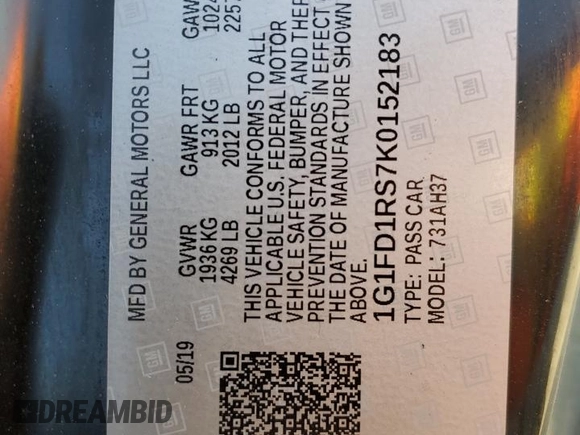 MFD BY GENERAL MOTORS LLC
05/19
GVWR GAWR FRT
1936 KG 913 KG
4269 LB 2012 LB
THIS VEHICLE CONFORMS TO ALL
APPLICABLE U.S. FEDERAL MOTOR
VEHICLE SAFETY, BUMPER, AND
PREVENTION STANDARDS IN EFFECT
THE DATE OF MANUFACTURE SHOWN
ABOVE.
1G1FD1RS7K0152183
TYPE: PASS CAR
MODEL: 731AH37
GM
DREAMBID